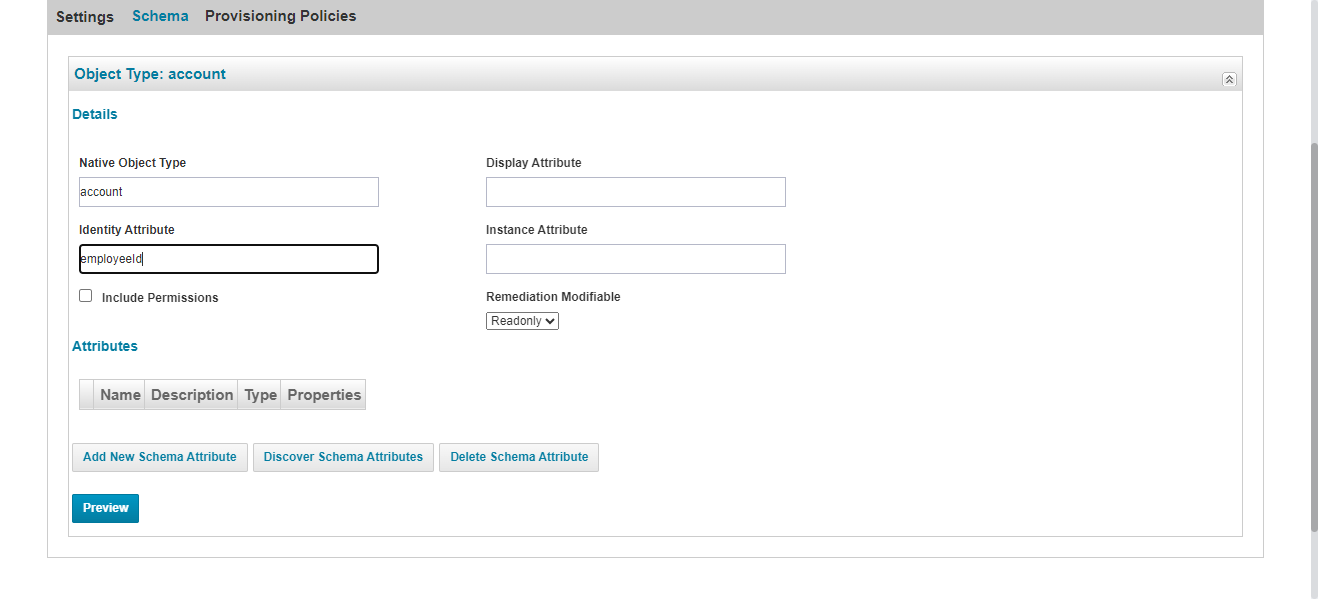 Settings Schema Provisioning Policies
Object Type: account
Details
Native Object Type Display Attribute
account
Identity Attribute Instance Attribute
employeeId
Include Permissions Remediation Modifiable
Readonly
Attributes
Name Description Type Properties
Add New Schema Attribute Discover Schema Attributes Delete Schema Attribute
Preview